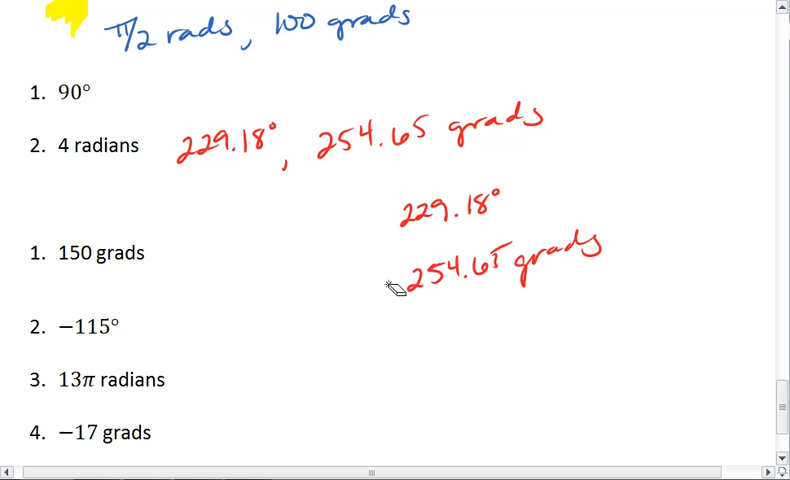 π/2 rads, 100 grads
1. 90°
2. 4 radians 229.18°, 254.65 grads
229.18°
1. 150 grads
254.65 grads
2. −115°
3. 13π radians
4. −17 grads